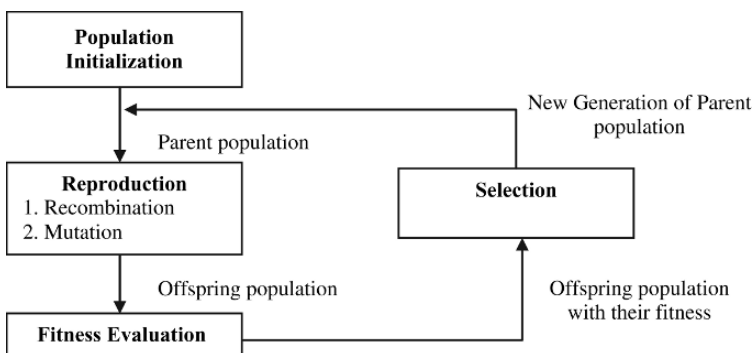 Population
Initialization
New Generation of Parent
population
Parent population
Reproduction
1. Recombination
2. Mutation
Selection
Offspring population
Offspring population
with their fitness
Fitness Evaluation